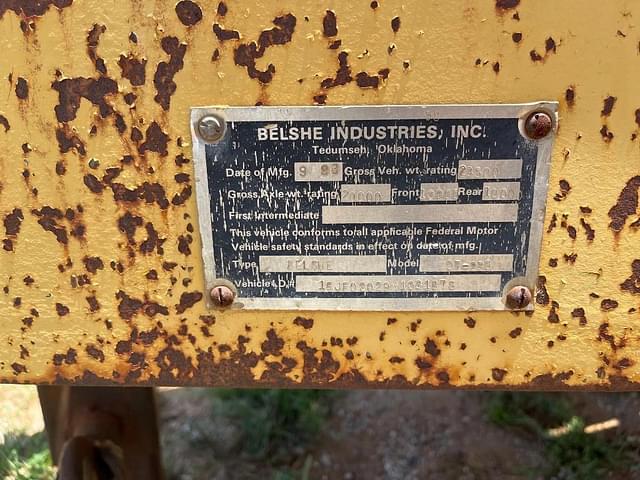 BELSHE INDUSTRIES, INC.
Tecumseh, Oklahoma
Date of Mfg. Gross Veh. wt. rating
Gross Axle wt. rating 20000 Front Rear
First Intermediate
This vehicle conforms to all applicable Federal Motor
Vehicle safety standards in effect on date of mfg.
Type BELSHE Model
Vehicle I.D.#